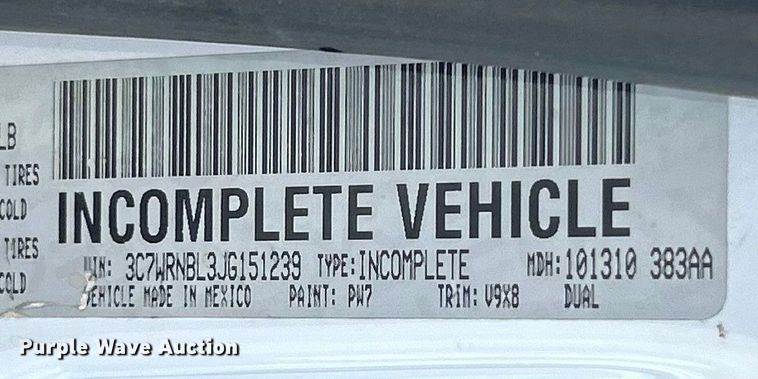 LB
TIRES
COLD
TIRES
COLD
INCOMPLETE VEHICLE
VIN: 3C7WRNBL3JG151239 TYPE: INCOMPLETE MDH: 101310 383AA
VEHICLE MADE IN MEXICO PAINT: PW7 TRIM: V9X8 DUAL
Purple Wave Auction